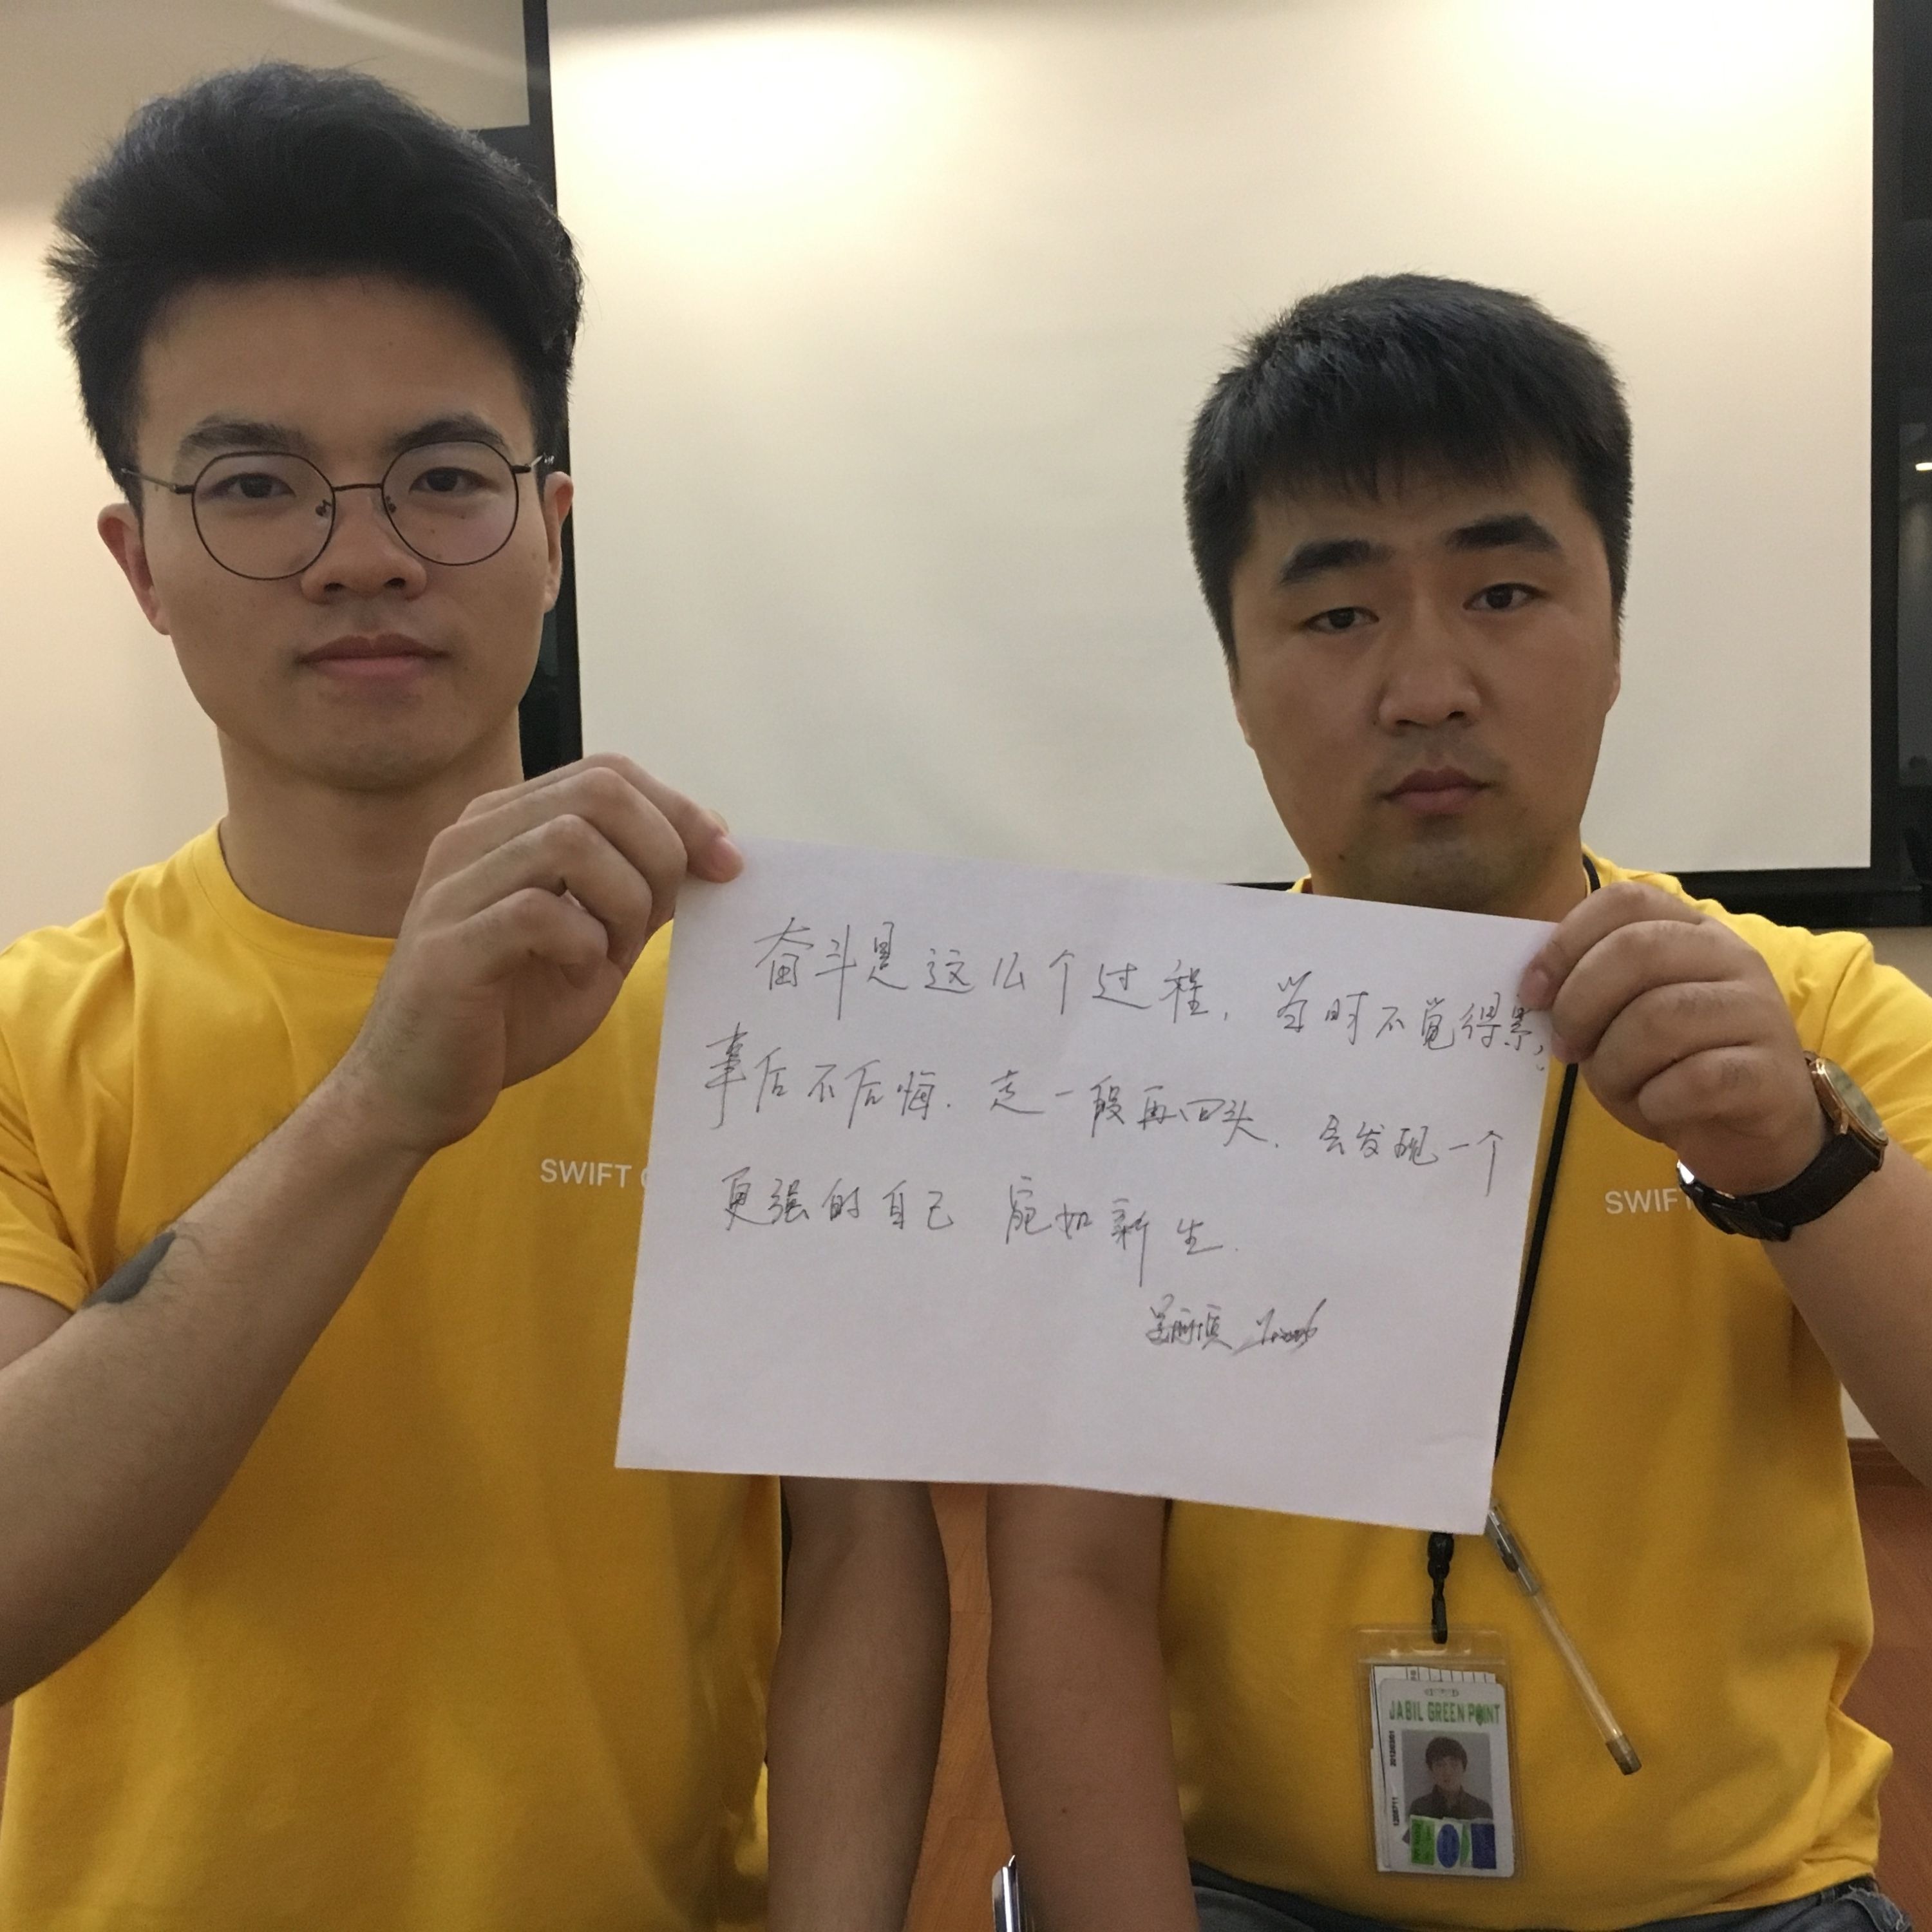 奋斗是这么个过程，当时不觉得累，
事后不后悔．走一段再回头．会发现一个
更强的自己 宛如新生．
SWIFT
SWIFT
JABIL GREEN POINT